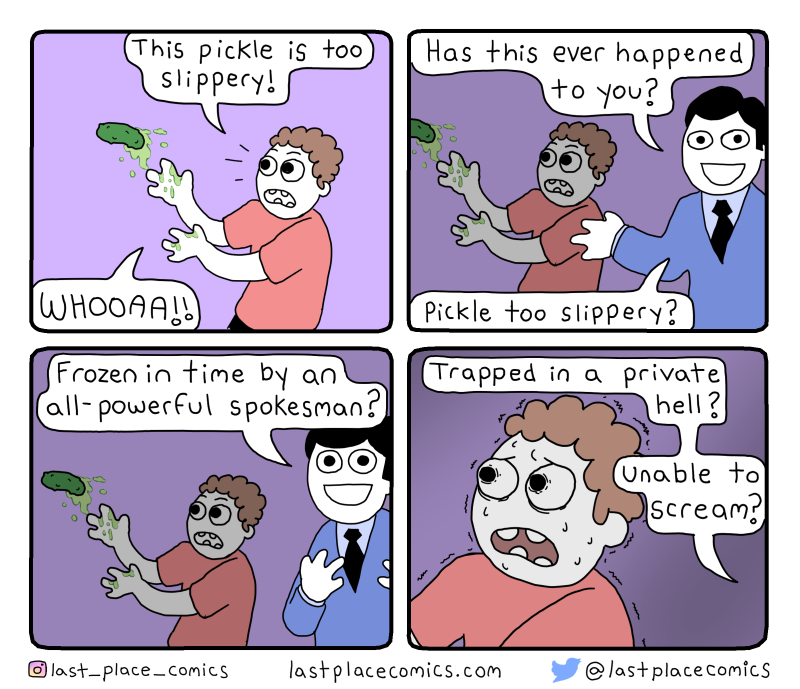 This pickle is too
slippery!
WHOOAA!!
Has this ever happened
to you?
Pickle too slippery?
Frozen in time by an
all-powerful spokesman?
Trapped in a private
hell?
Unable to
scream?
last_place_comics
lastplacecomics.com
@lastplacecomics